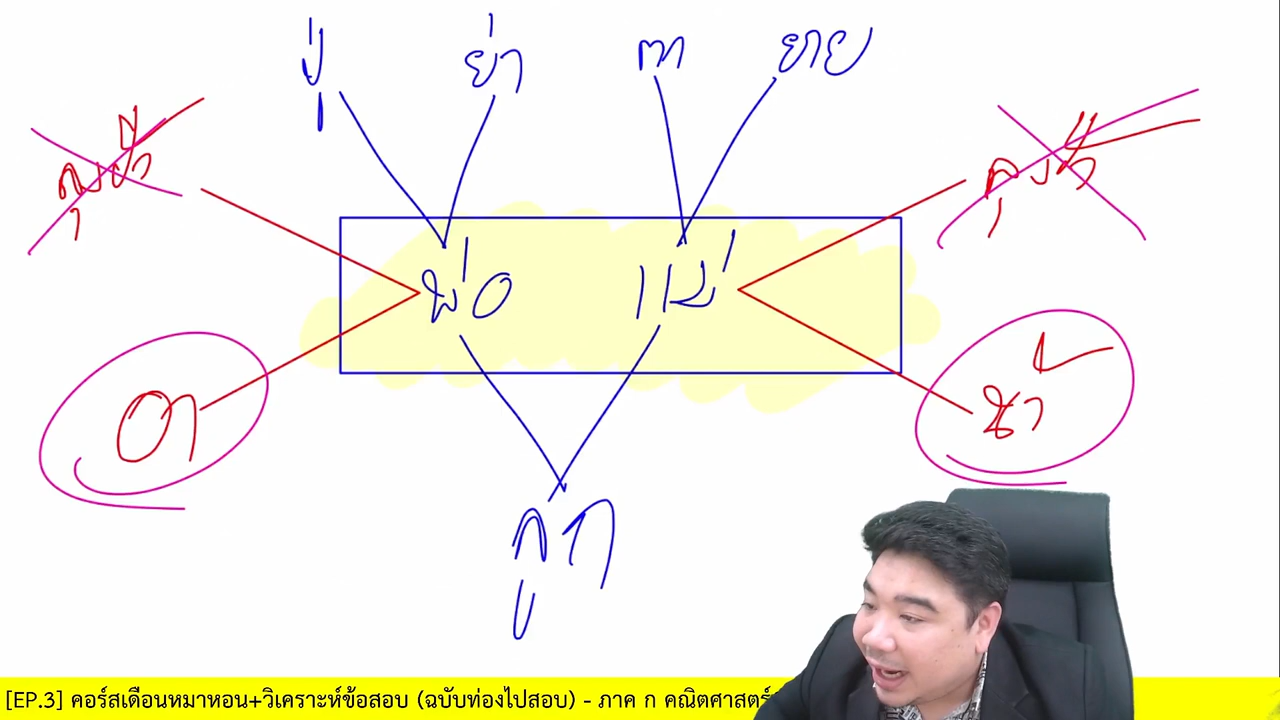 ปู่ ย่า ตา ยาย
ลุงป้า ลุงป้า
พ่อ แม่
อา น้า
ลูก
[EP.3] คอร์สเดือนหมาหอน+วิเคราะห์ข้อสอบ (ฉบับท่องไปสอบ) - ภาค ก คณิตศาสตร์